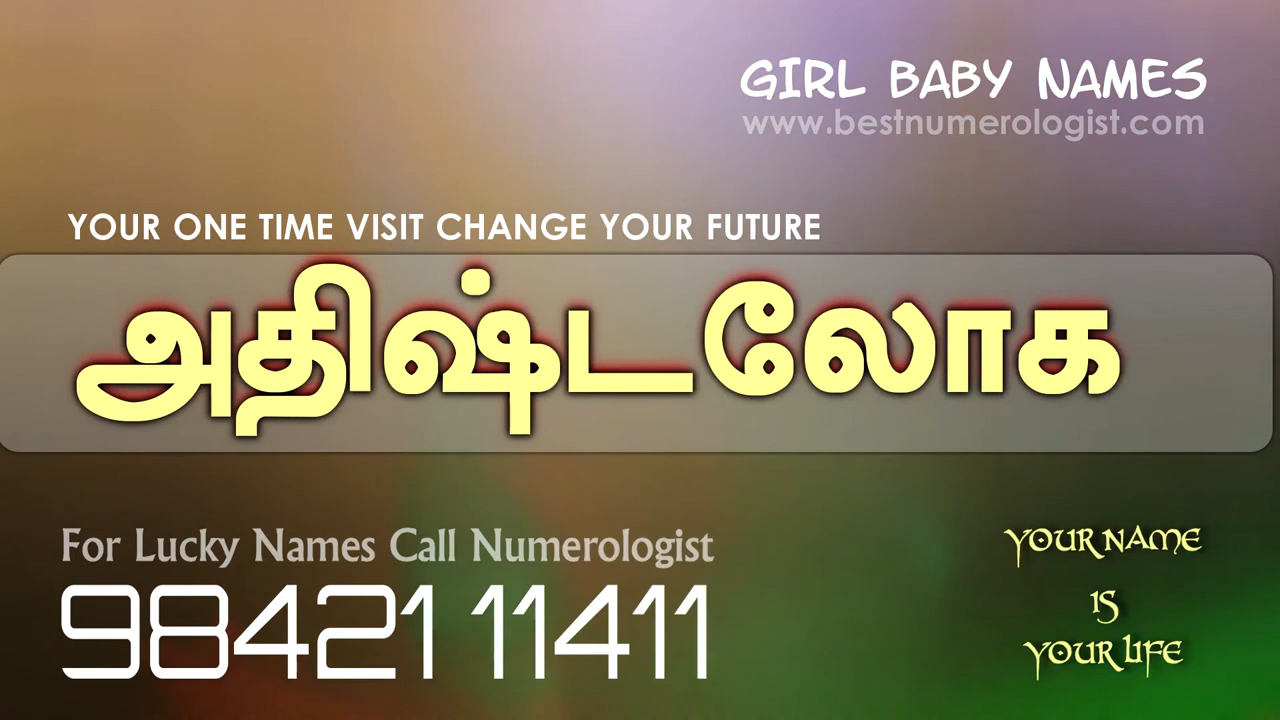 GIRL BABY NAMES
www.bestnumerologist.com
YOUR ONE TIME VISIT CHANGE YOUR FUTURE
அதிஷ்டலோக
For Lucky Names Call Numerologist
98421 11411
YOUR NAME
IS
YOUR LIFE